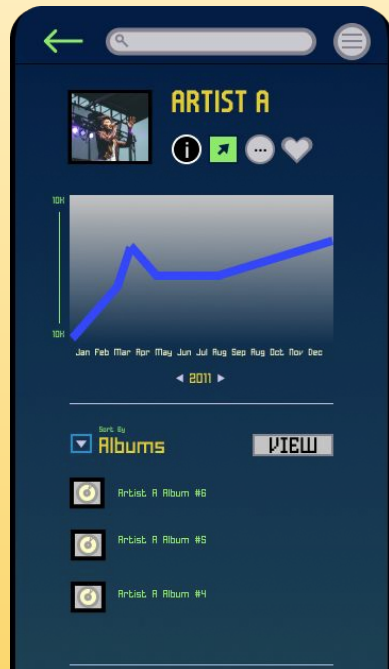 ARTIST A
i
10K
10K
Jan Feb Mar Apr May Jun Jul Aug Sep Aug Oct Nov Dec
2011
Sort By
Albums
VIEW
Artist A Album #6
Artist A Album #5
Artist A Album #4